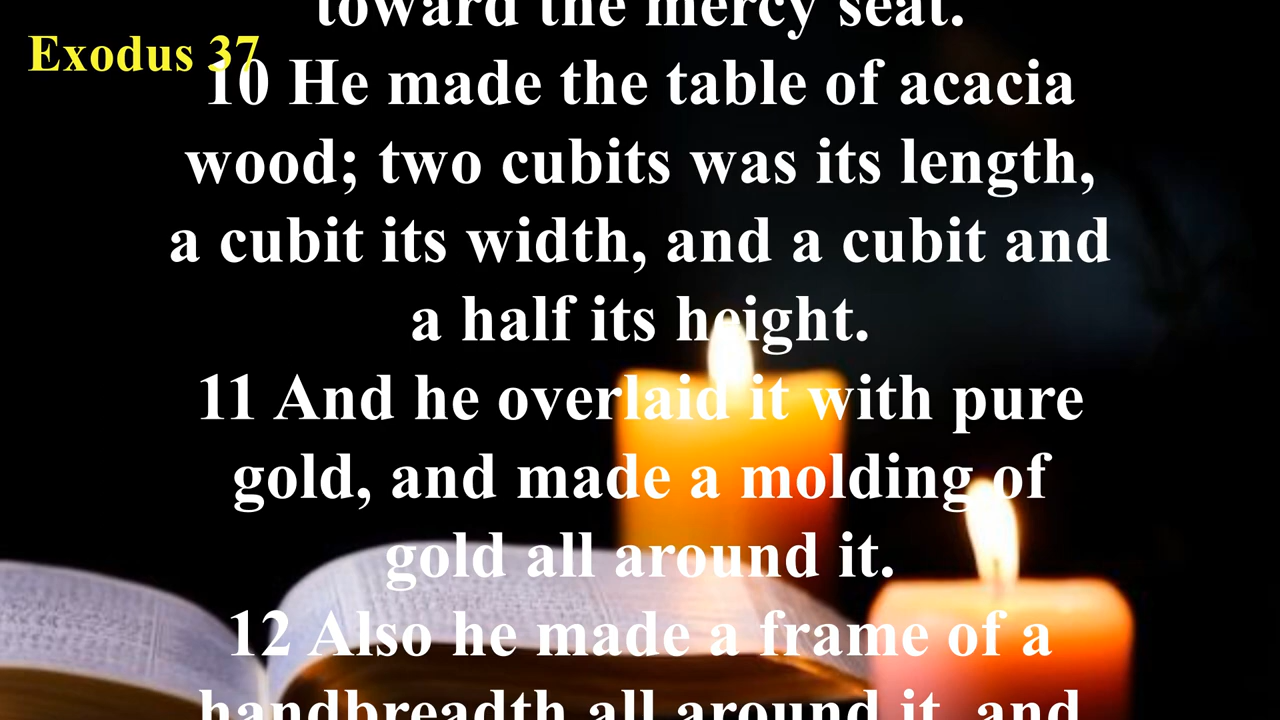 toward the mercy seat.
Exodus 37
10 He made the table of acacia
wood; two cubits was its length,
a cubit its width, and a cubit and
a half its height.
11 And he overlaid it with pure
gold, and made a molding of
gold all around it.
12 Also he made a frame of a
handbreadth all around it, and